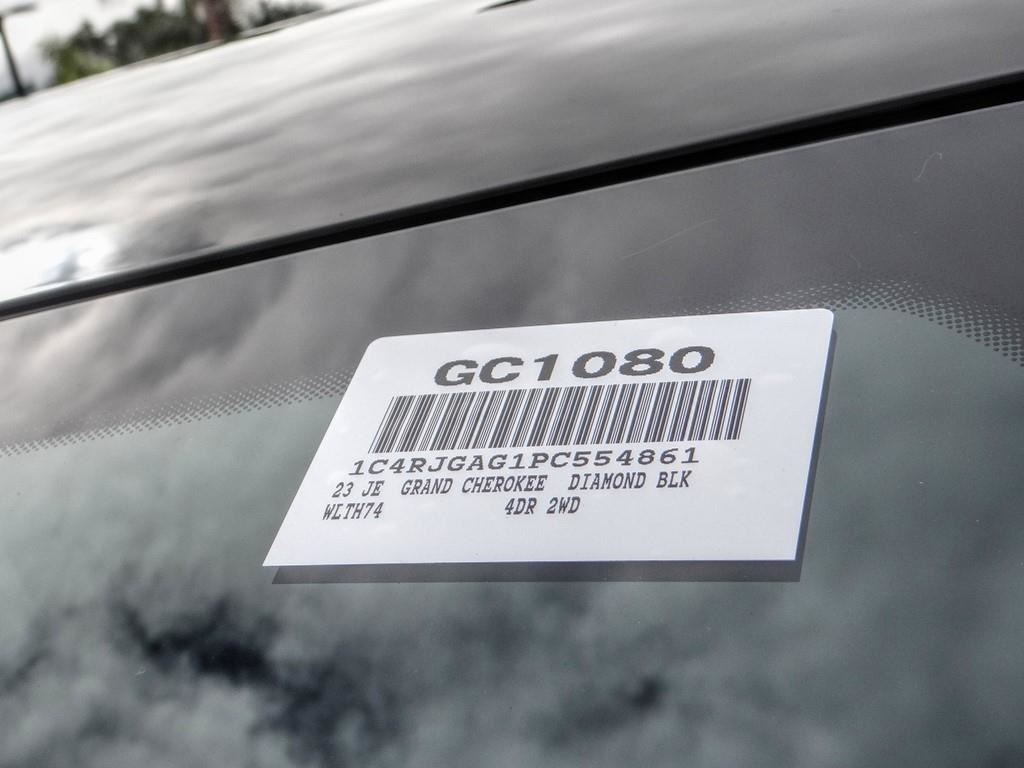 GC1080
1C4RJGAG1PC554861
23 JE GRAND CHEROKEE DIAMOND BLK
WLTH74 4DR 2WD